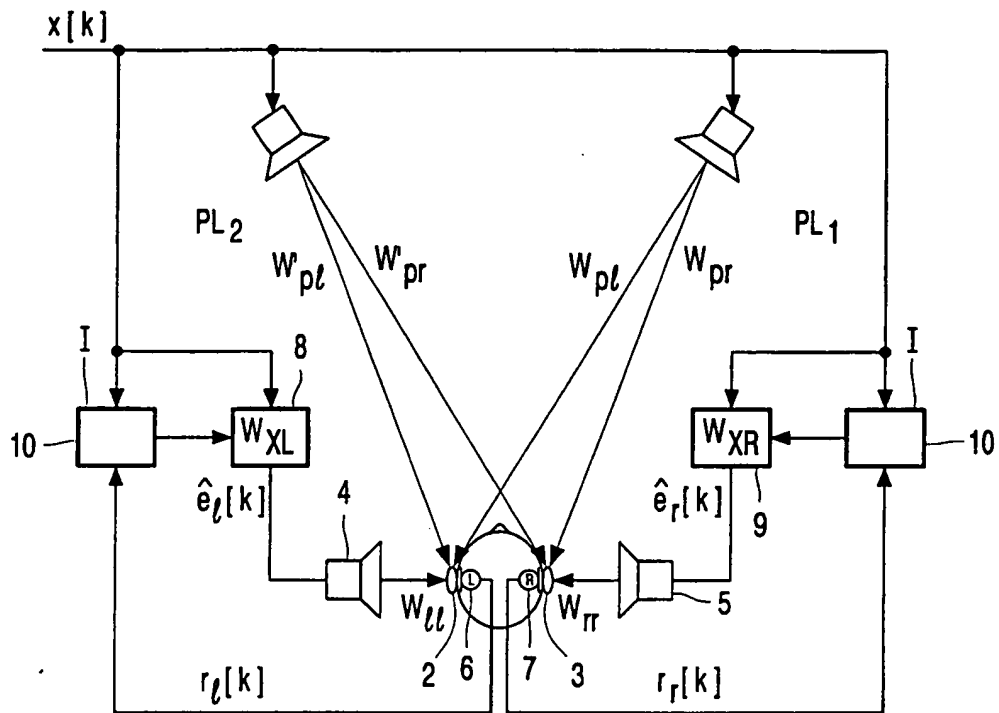 x[k]
PL2 PL1
W'pℓ W'pr Wpℓ Wpr
I 8 I
10 WXL WXR 10
êℓ[k] 4 êr[k] 9
L R
Wℓℓ 2 6 7 3 Wrr 5
rℓ[k] rr[k]